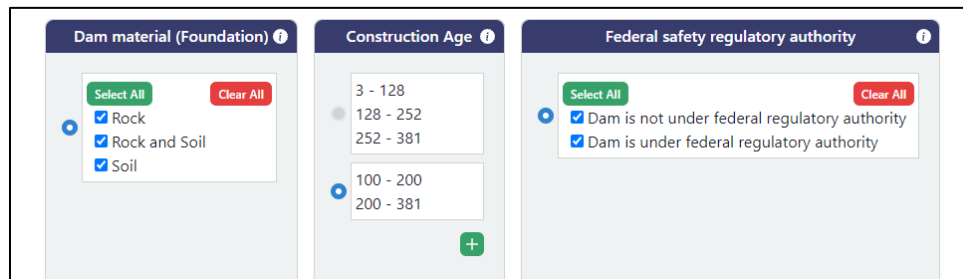 Dam material (Foundation)
Select All
Clear All
Rock
Rock and Soil
Soil
Construction Age
3 - 128
128 - 252
252 - 381
100 - 200
200 - 381
+
Federal safety regulatory authority
Select All
Clear All
Dam is not under federal regulatory authority
Dam is under federal regulatory authority